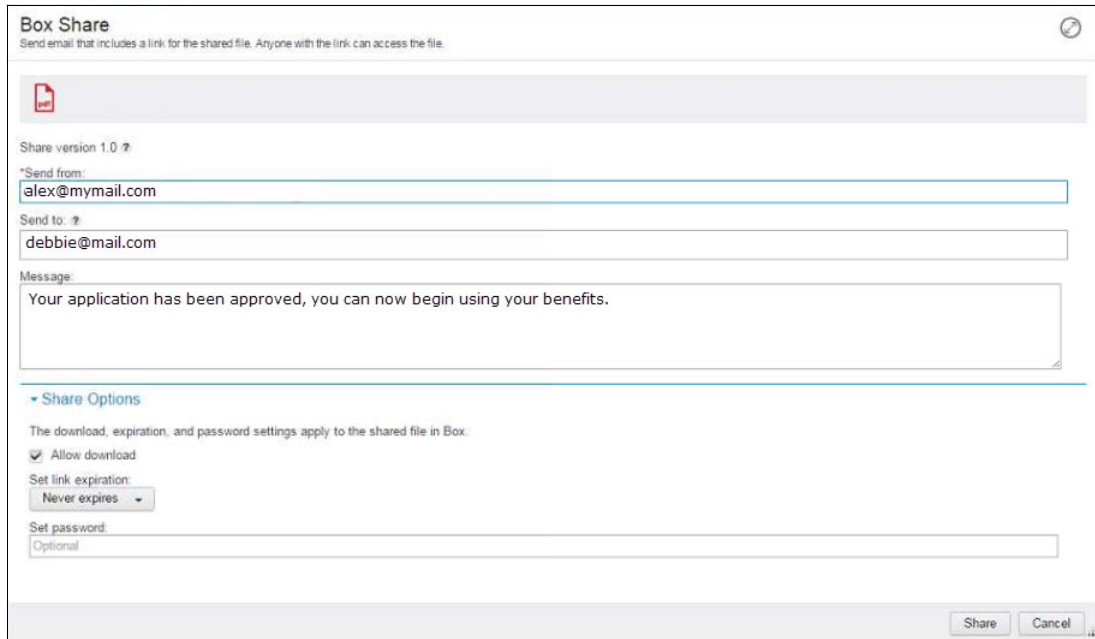 Box Share
Send email that includes a link for the shared file. Anyone with the link can access the file.
pdf
Share version 1.0 ?
*Send from:
alex@mymail.com
Send to: ?
debbie@mail.com
Message:
Your application has been approved, you can now begin using your benefits.
Share Options
The download, expiration, and password settings apply to the shared file in Box.
Allow download
Set link expiration:
Never expires
Set password:
Optional
Share Cancel